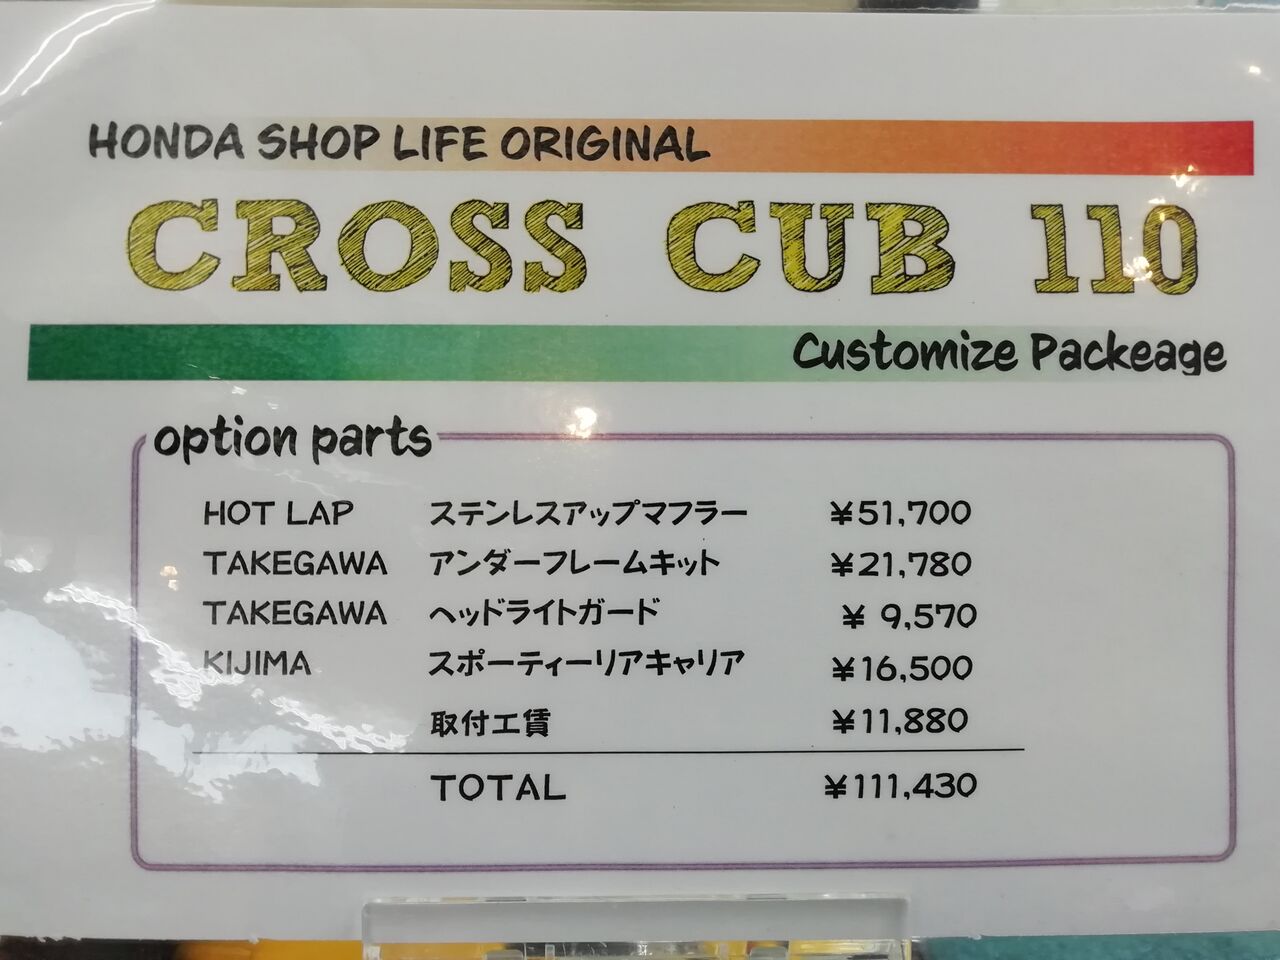 HONDA SHOP LIFE ORIGINAL
CROSS CUB 110
Customize Packeage
option parts
HOT LAP ステンレスアップマフラー ¥51,700
TAKEGAWA アンダーフレームキット ¥21,780
TAKEGAWA ヘッドライトガード ¥ 9,570
KIJIMA スポーティーリアキャリア ¥16,500
取付工賃 ¥11,880
TOTAL ¥111,430